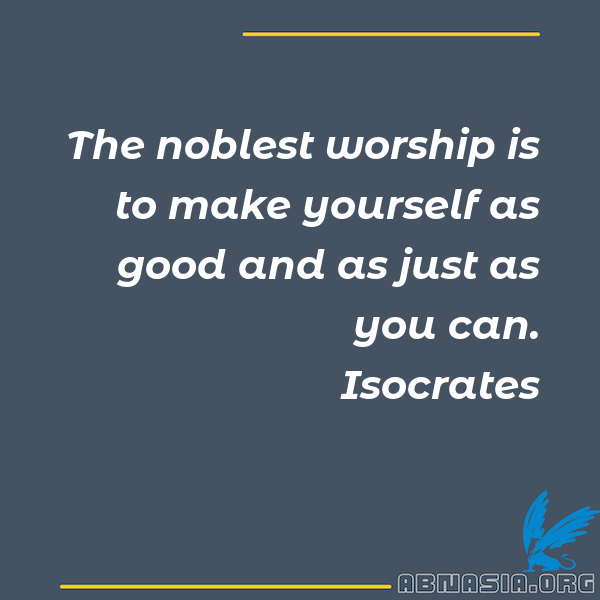 The noblest worship is
to make yourself as
good and as just as
you can.
Isocrates
ABNASIA.ORG